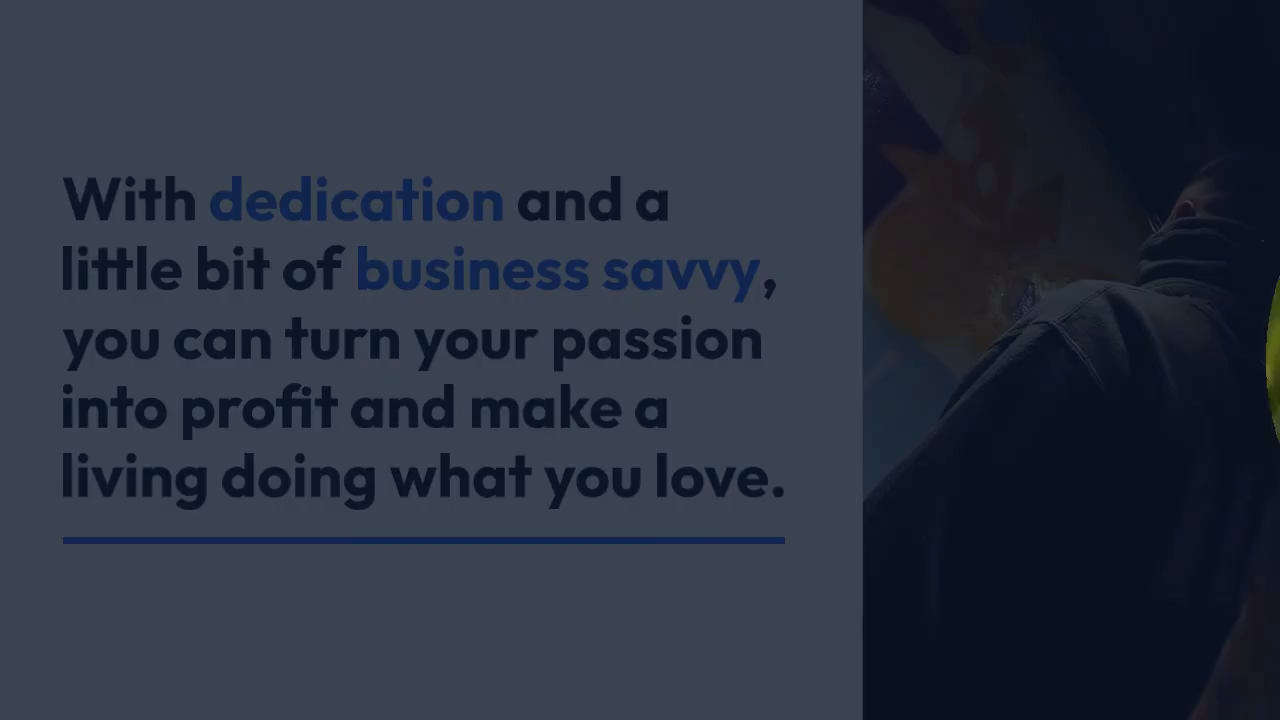 With dedication and a
little bit of business savvy,
you can turn your passion
into profit and make a
living doing what you love.